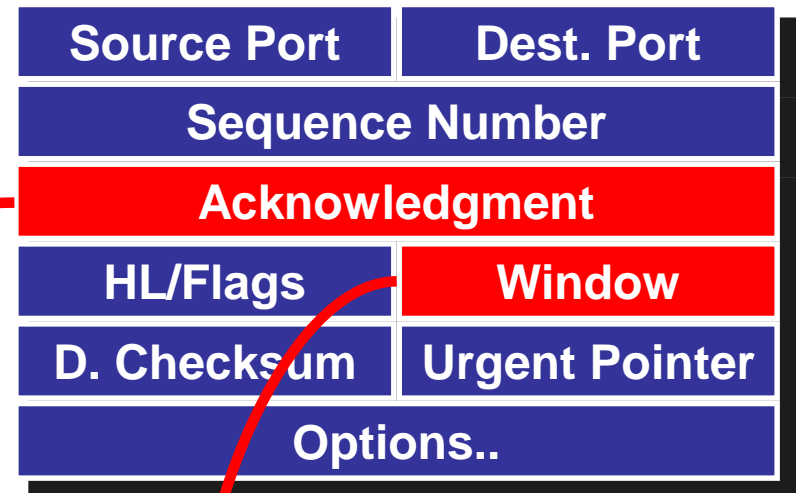 Source Port Dest. Port
Sequence Number
Acknowledgment
HL/Flags Window
D. Checksum Urgent Pointer
Options..